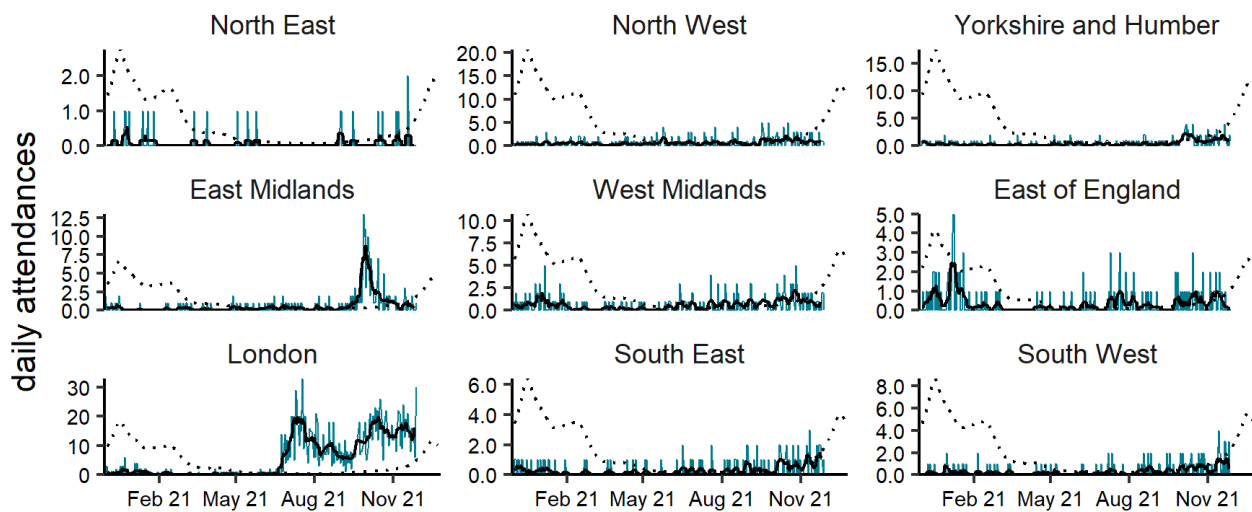 North East North West Yorkshire and Humber
2.0 1.0 0.0
20.0 15.0 10.0 5.0 0.0
15.0 10.0 5.0 0.0
East Midlands West Midlands East of England
12.5 10.0 7.5 5.0 2.5 0.0
10.0 7.5 5.0 2.5 0.0
5.0 4.0 3.0 2.0 1.0 0.0
London South East South West
30 20 10 0
6.0 4.0 2.0 0.0
8.0 6.0 4.0 2.0 0.0
Feb 21 May 21 Aug 21 Nov 21
Feb 21 May 21 Aug 21 Nov 21
Feb 21 May 21 Aug 21 Nov 21
daily attendances